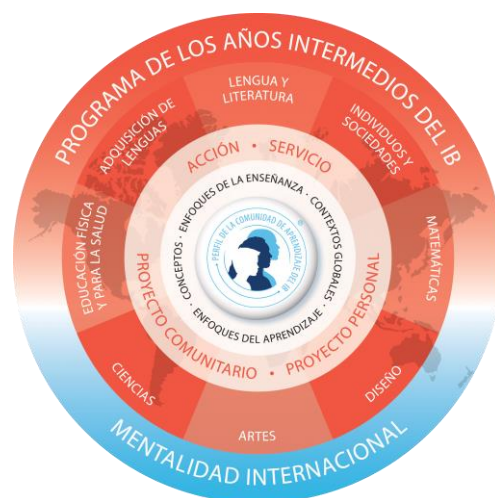 PROGRAMA DE LOS AÑOS INTERMEDIOS DEL IB
LENGUA Y
LITERATURA
INDIVIDUOS Y
SOCIEDADES
MATEMÁTICAS
DISEÑO
ARTES
CIENCIAS
EDUCACIÓN FÍSICA
Y PARA LA SALUD
ADQUISICIÓN DE
LENGUAS
ACCIÓN • SERVICIO
PROYECTO COMUNITARIO • PROYECTO PERSONAL
CONCEPTOS · ENFOQUES DE LA ENSEÑANZA · CONTEXTOS GLOBALES ·
ENFOQUES DEL APRENDIZAJE ·
PERFIL DE LA COMUNIDAD DE APRENDIZAJE DEL IB
®
MENTALIDAD INTERNACIONAL